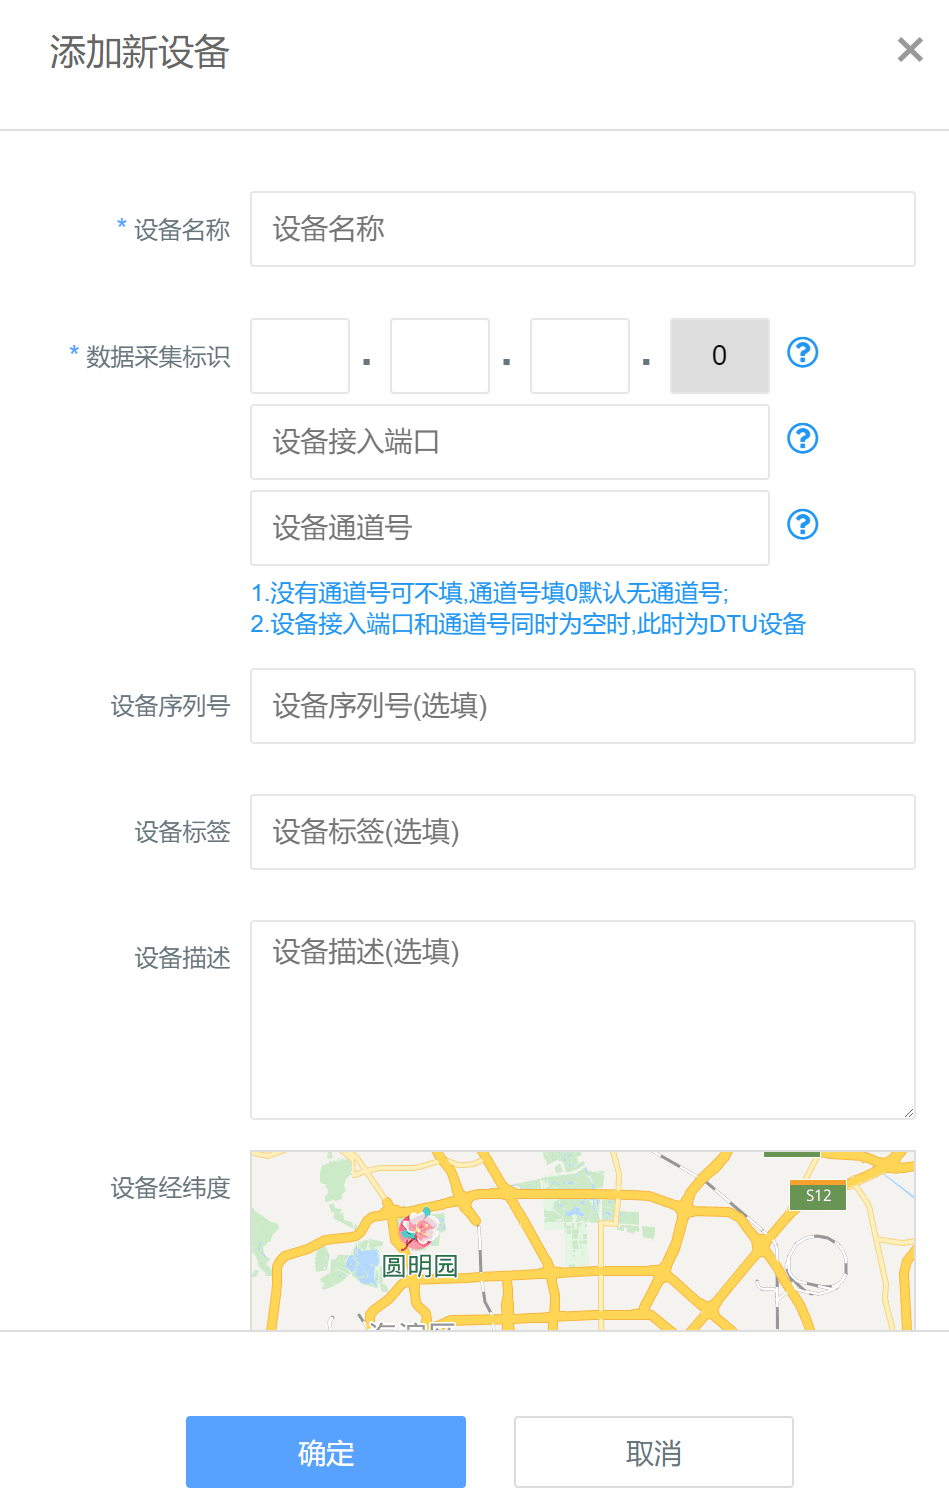 添加新设备
* 设备名称 设备名称
* 数据采集标识 . . . 0
设备接入端口
设备通道号
1.没有通道号可不填,通道号填0默认无通道号;
2.设备接入端口和通道号同时为空时,此时为DTU设备
设备序列号 设备序列号(选填)
设备标签 设备标签(选填)
设备描述 设备描述(选填)
设备经纬度
S12
圆明园
海淀区
确定 取消